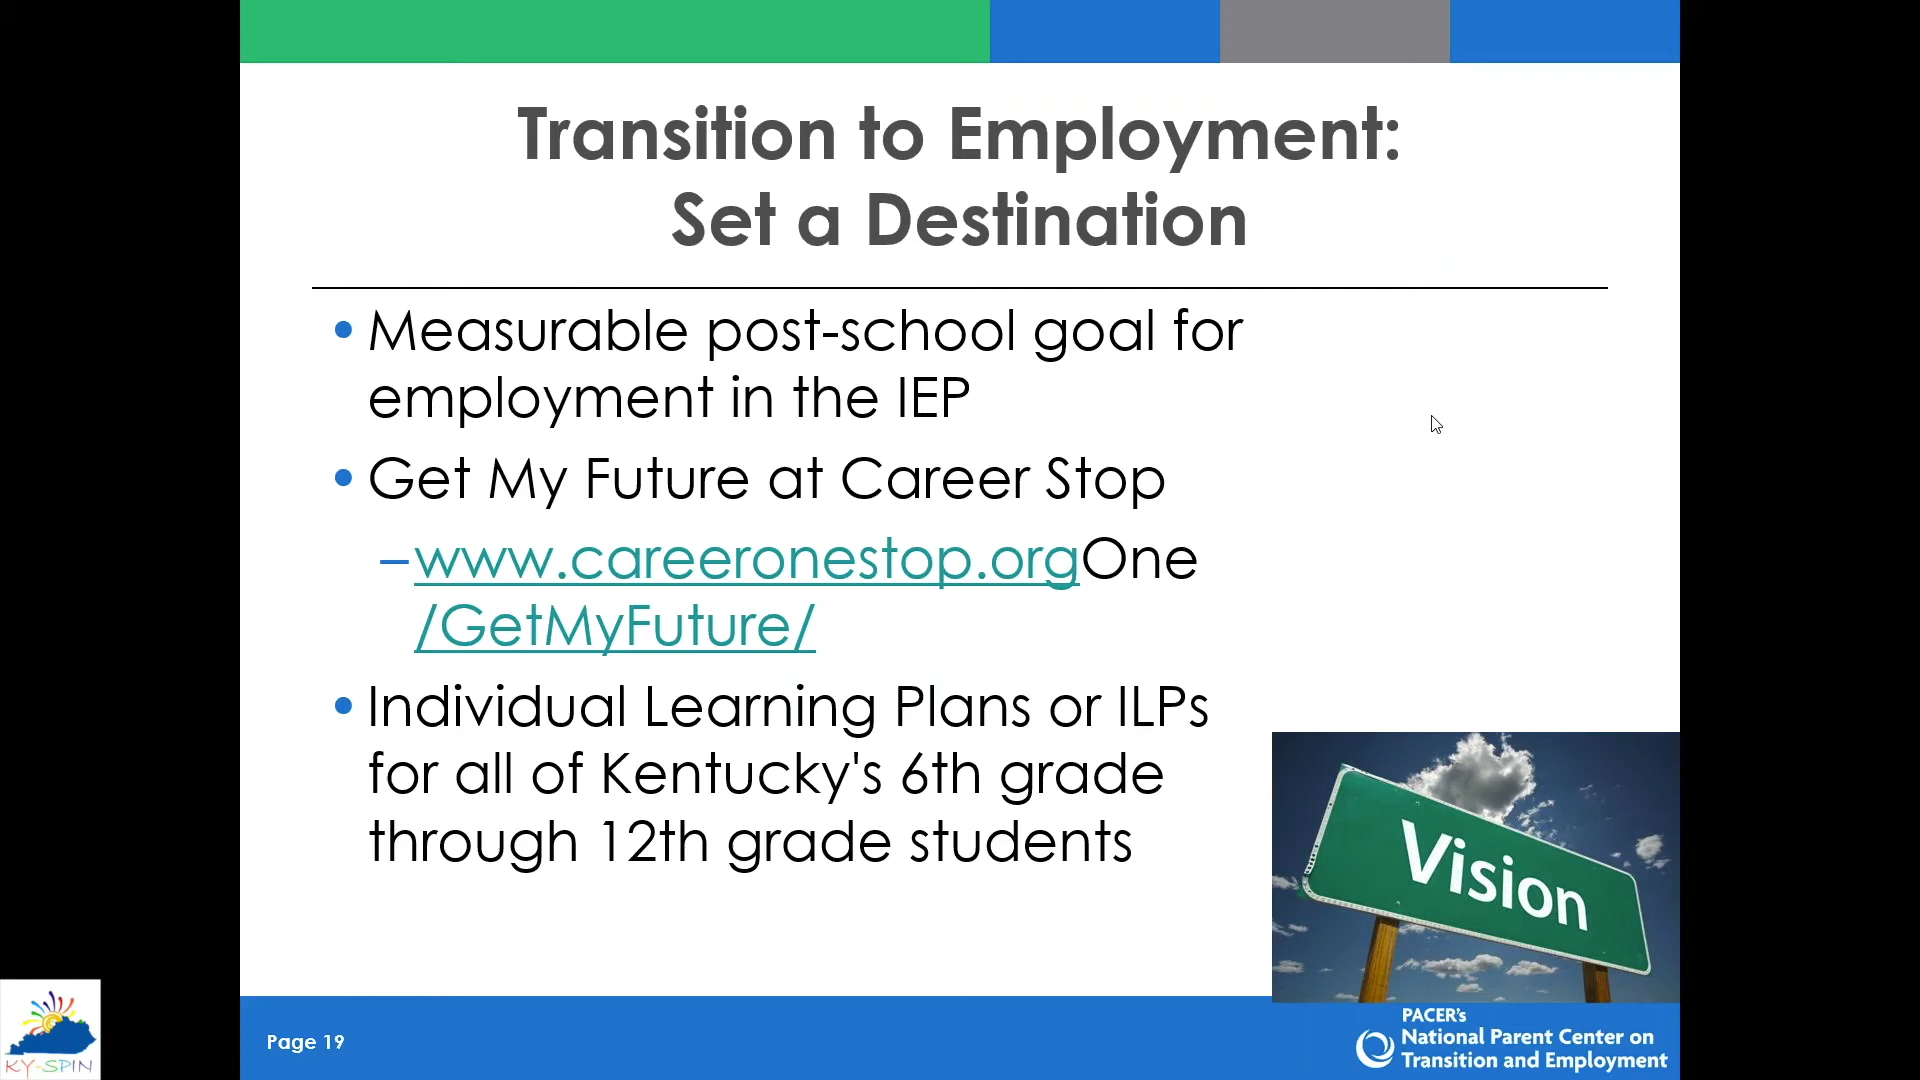 Transition to Employment:
Set a Destination
• Measurable post-school goal for
employment in the IEP
• Get My Future at Career Stop
–www.careeronestop.orgOne
/GetMyFuture/
• Individual Learning Plans or ILPs
for all of Kentucky's 6th grade
through 12th grade students
Vision
KY-SPIN
Page 19
PACER's
National Parent Center on
Transition and Employment